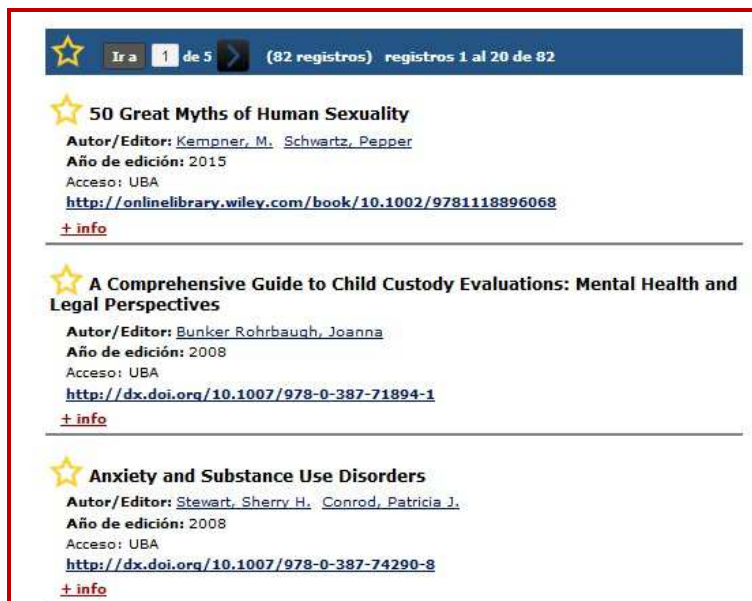 Ir a 1 de 5 (82 registros) registros 1 al 20 de 82
50 Great Myths of Human Sexuality
Autor/Editor: Kempner, M. Schwartz, Pepper
Año de edición: 2015
Acceso: UBA
http://onlinelibrary.wiley.com/book/10.1002/9781118896068
+ info
A Comprehensive Guide to Child Custody Evaluations: Mental Health and
Legal Perspectives
Autor/Editor: Bunker Rohrbaugh, Joanna
Año de edición: 2008
Acceso: UBA
http://dx.doi.org/10.1007/978-0-387-71894-1
+ info
Anxiety and Substance Use Disorders
Autor/Editor: Stewart, Sherry H. Conrod, Patricia J.
Año de edición: 2008
Acceso: UBA
http://dx.doi.org/10.1007/978-0-387-74290-8
+ info